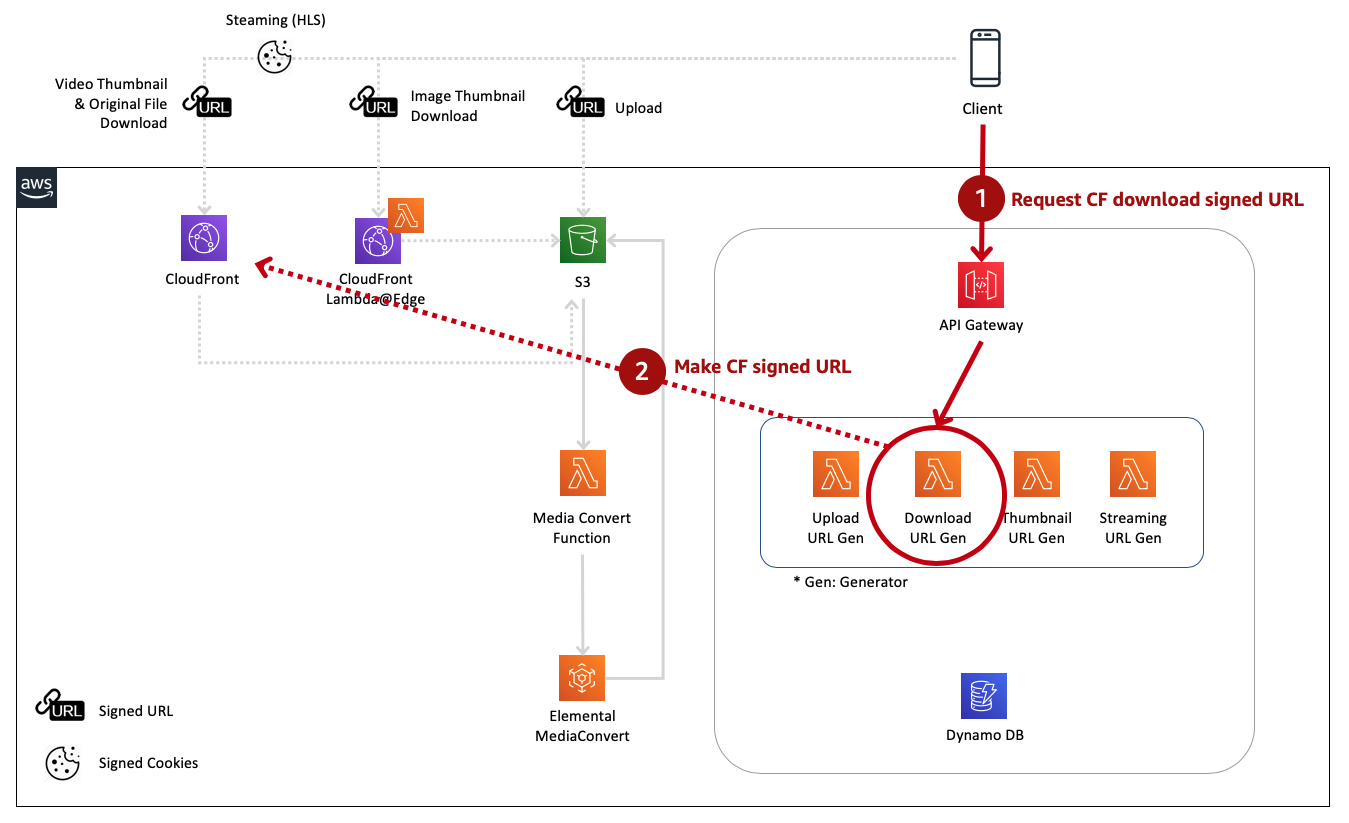 Steaming (HLS)
Video Thumbnail
& Original File
Download
URL
URL
Image Thumbnail
Download
URL
Upload
Client
aws
1
Request CF download signed URL
CloudFront
CloudFront
Lambda@Edge
S3
API Gateway
2
Make CF signed URL
Upload
URL Gen
Download
URL Gen
Thumbnail
URL Gen
Streaming
URL Gen
* Gen: Generator
Media Convert
Function
Elemental
MediaConvert
Dynamo DB
URL
Signed URL
Signed Cookies